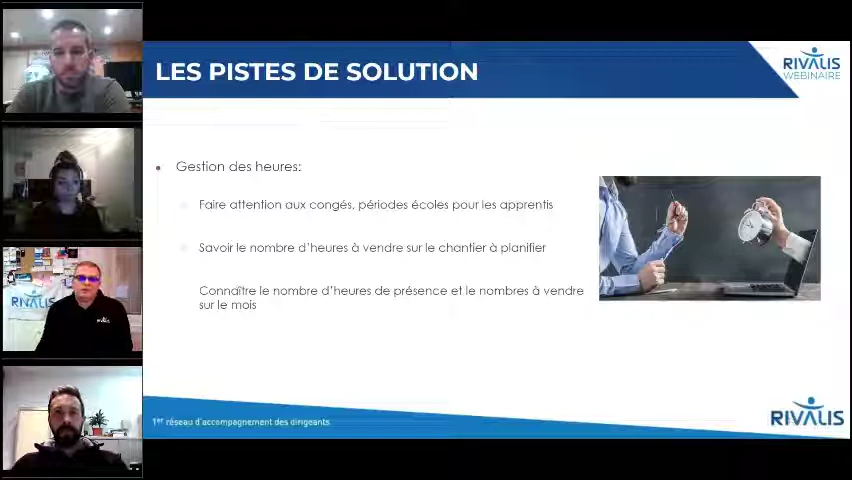 LES PISTES DE SOLUTION
RIVALIS
WEBINAIRE
• Gestion des heures:
Faire attention aux congés, périodes écoles pour les apprentis
Savoir le nombre d'heures à vendre sur le chantier à planifier
Connaître le nombre d'heures de présence et le nombres à vendre
sur le mois
RIVALIS
1er réseau d'accompagnement des dirigeants
RIVALIS